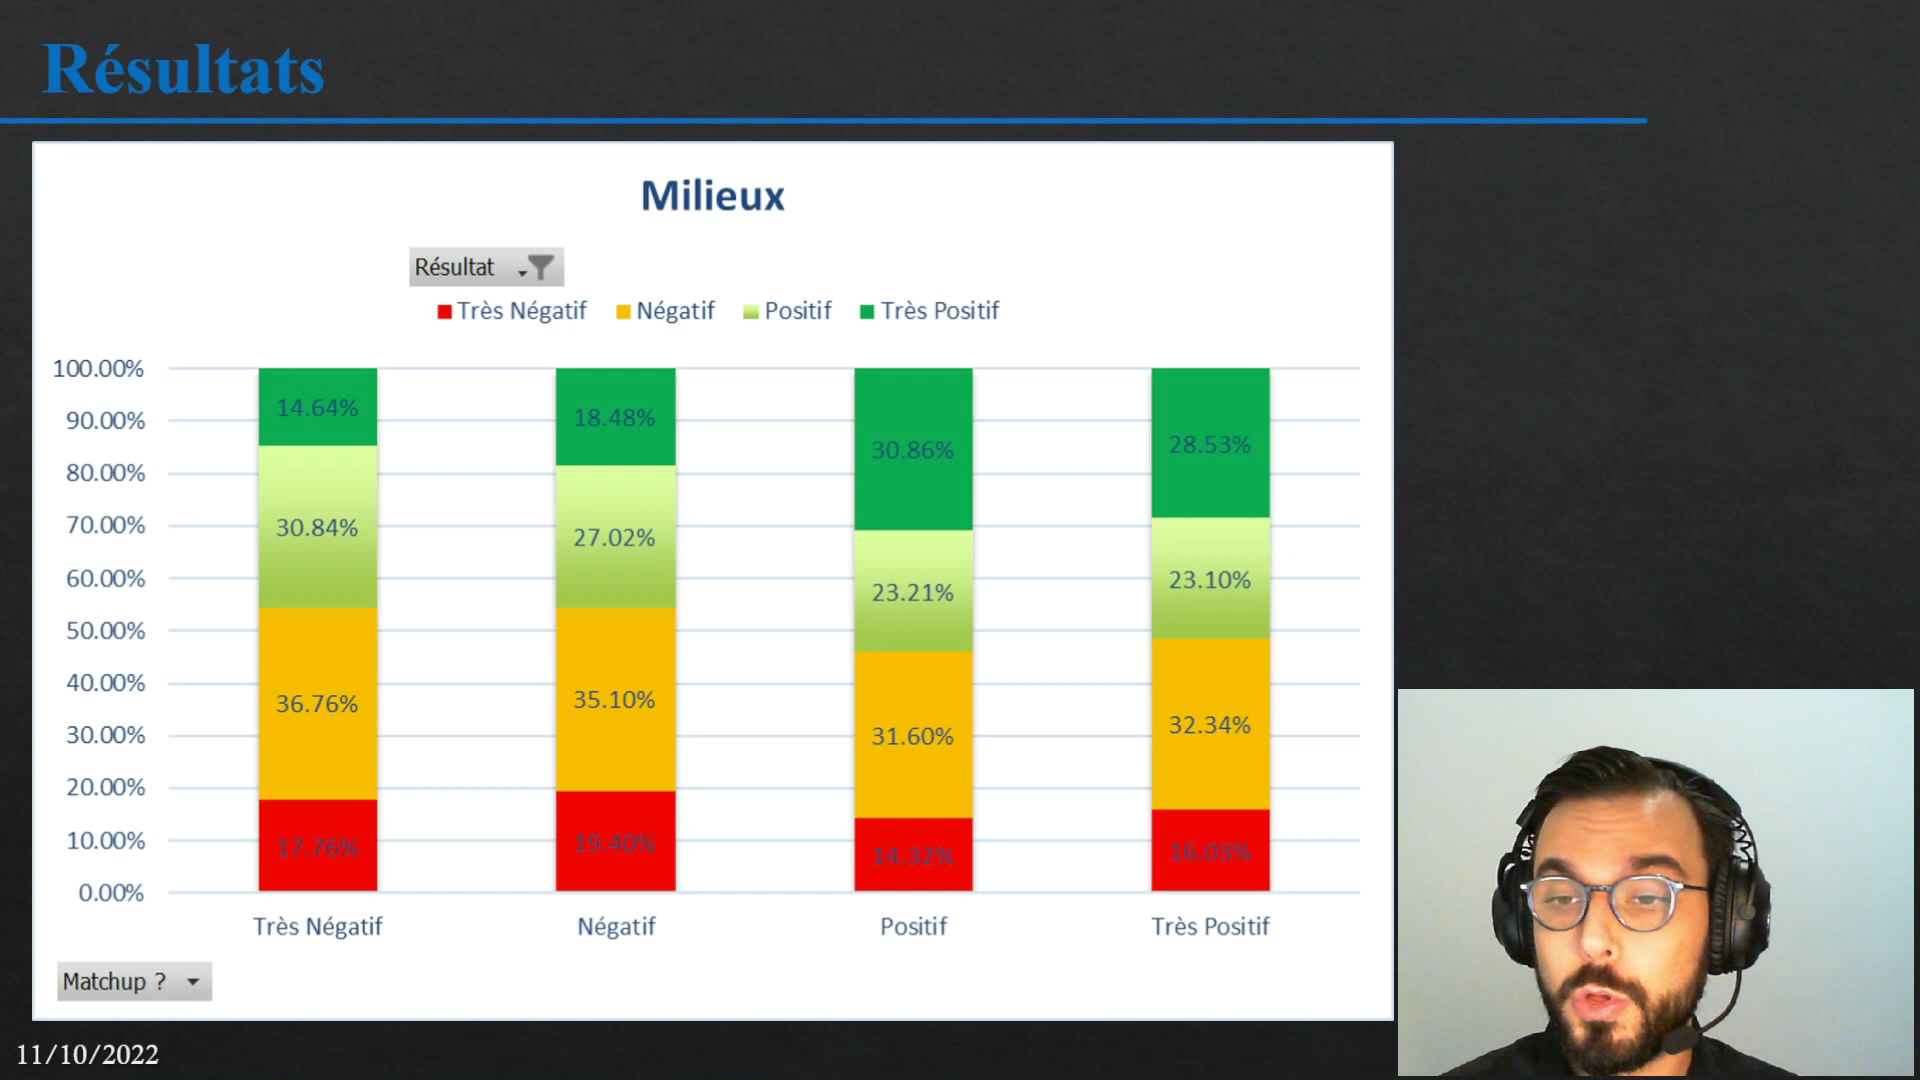 Résultats
Milieux
Résultat
Très Négatif Négatif Positif Très Positif
100.00%
90.00%
80.00%
70.00%
60.00%
50.00%
40.00%
30.00%
20.00%
10.00%
0.00%
14.64% 18.48% 30.86% 28.53%
30.84% 27.02% 23.21% 23.10%
36.76% 35.10% 31.60% 32.34%
17.76% 19.40% 14.32% 16.03%
Très Négatif Négatif Positif Très Positif
Matchup ?
11/10/2022